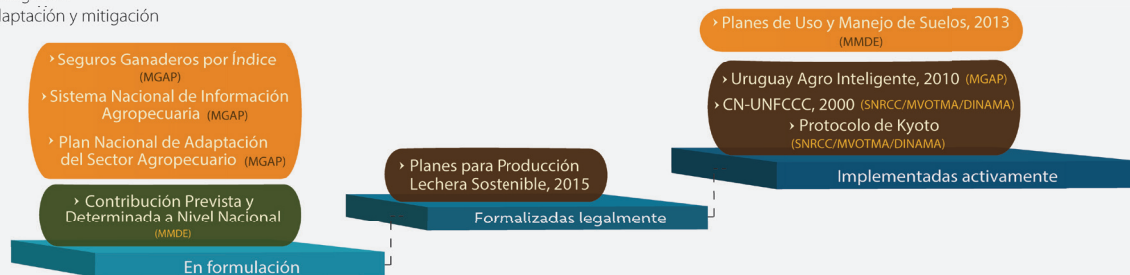 adaptación y mitigación
› Seguros Ganaderos por Índice
(MGAP)
› Sistema Nacional de Información
Agropecuaria (MGAP)
› Plan Nacional de Adaptación
del Sector Agropecuario (MGAP)
› Contribución Prevista y
Determinada a Nivel Nacional
(MMDE)
En formulación
› Planes para Producción
Lechera Sostenible, 2015
Formalizadas legalmente
› Planes de Uso y Manejo de Suelos, 2013
(MMDE)
› Uruguay Agro Inteligente, 2010 (MGAP)
› CN-UNFCCC, 2000 (SNRCC/MVOTMA/DINAMA)
› Protocolo de Kyoto
(SNRCC/MVOTMA/DINAMA)
Implementadas activamente